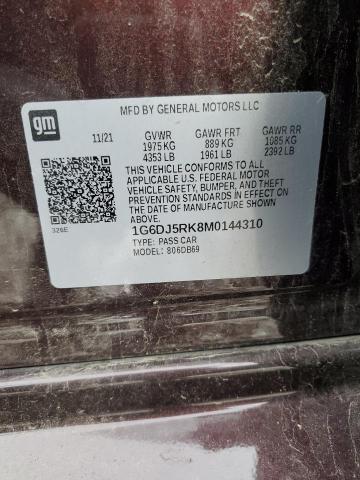 MFD BY GENERAL MOTORS LLC
gm
11/21 GVWR GAWR FRT GAWR RR
1975 KG 889 KG 1085 KG
4353 LB 1961 LB 2392 LB
THIS VEHICLE CONFORMS TO ALL
APPLICABLE U.S. FEDERAL MOTOR
VEHICLE SAFETY, BUMPER, AND THEFT
PREVENTION STANDARDS IN EFFECT
ON THE DATE OF MANUFACTURE SHOWN
ABOVE.
326E
1G6DJ5RK8M0144310
TYPE: PASS CAR
MODEL: 806DB69